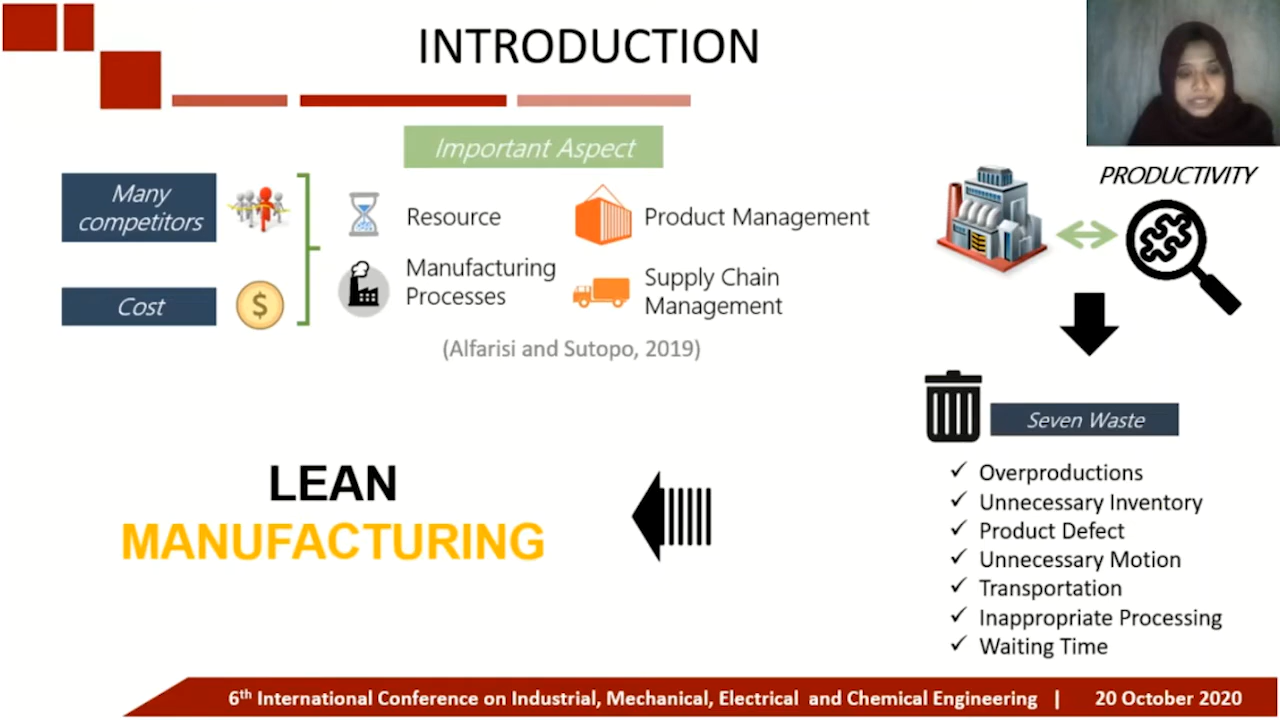 INTRODUCTION
Important Aspect
Many
competitors
Cost
$
Resource
Manufacturing
Processes
Product Management
Supply Chain
Management
(Alfarisi and Sutopo, 2019)
PRODUCTIVITY
Seven Waste
✓ Overproductions
✓ Unnecessary Inventory
✓ Product Defect
✓ Unnecessary Motion
✓ Transportation
✓ Inappropriate Processing
✓ Waiting Time
LEAN
MANUFACTURING
6th International Conference on Industrial, Mechanical, Electrical and Chemical Engineering | 20 October 2020